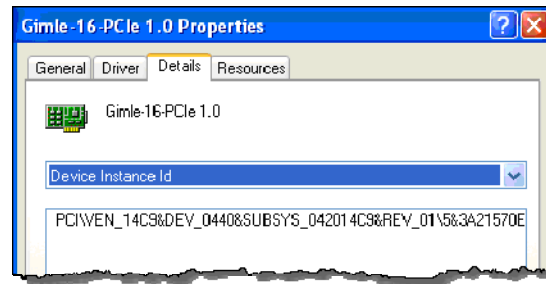 Gimle-16-PCIe 1.0 Properties
General Driver Details Resources
Gimle-16-PCIe 1.0
Device Instance Id
PCI\VEN_14C9&DEV_0440&SUBSYS_042014C9&REV_01\5&3A21570E